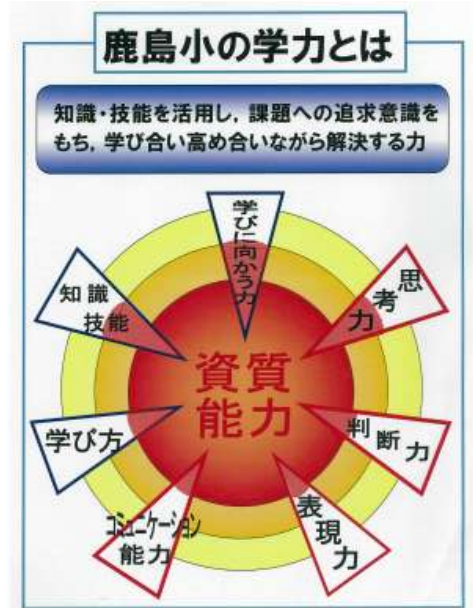 鹿島小の学力とは
知識・技能を活用し，課題への追求意識を
もち，学び合い高め合いながら解決する力
学びに向かう力
思考力
判断力
表現力
コミュニケーション
能力
学び方
知識
技能
資質
能力